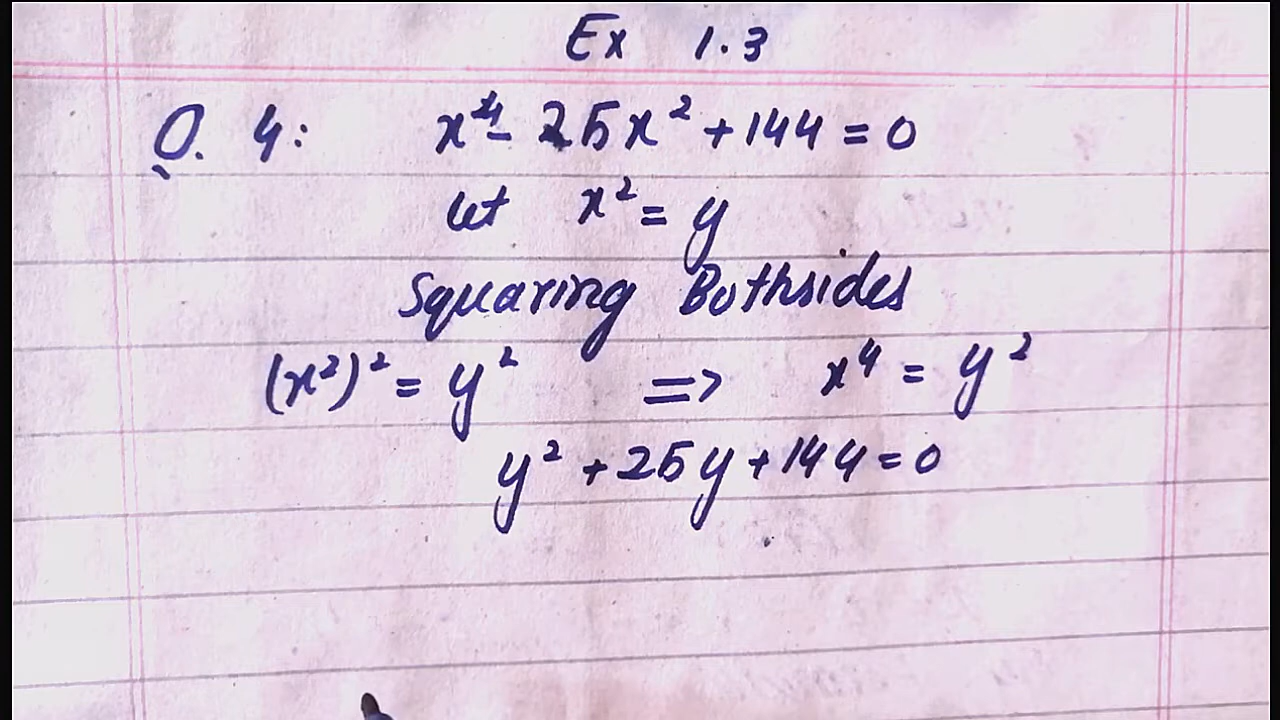 Ex 1.3
Q. 4: x⁴ - 25x² + 144 = 0
let x² = y
Squaring Bothsides
(x²)² = y² => x⁴ = y²
y² + 25y + 144 = 0